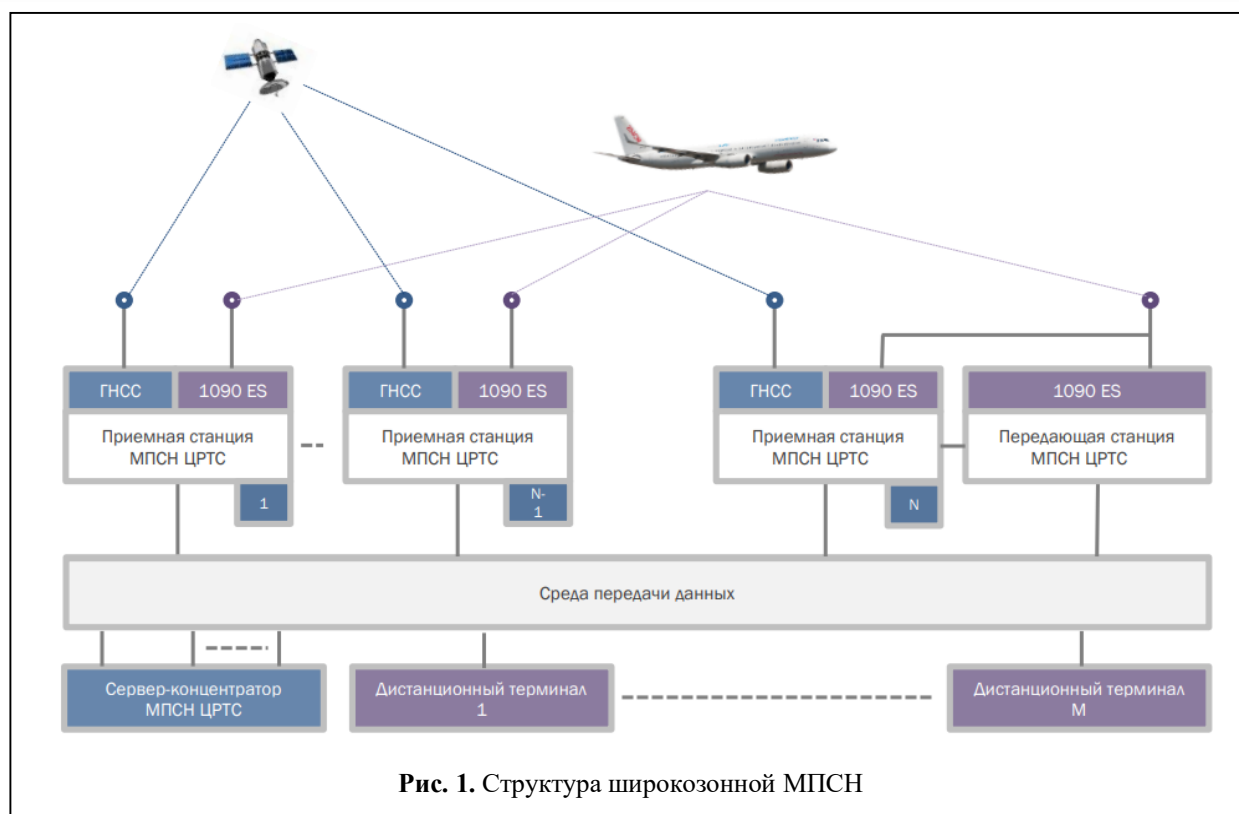 ГНСС
1090 ES
ГНСС
1090 ES
ГНСС
1090 ES
1090 ES
Приемная станция
МПСН ЦРТС
Приемная станция
МПСН ЦРТС
Приемная станция
МПСН ЦРТС
Передающая станция
МПСН ЦРТС
1
N-
1
N
Среда передачи данных
Сервер-концентратор
МПСН ЦРТС
Дистанционный терминал
1
Дистанционный терминал
М
Рис. 1. Структура широкозонной МПСН